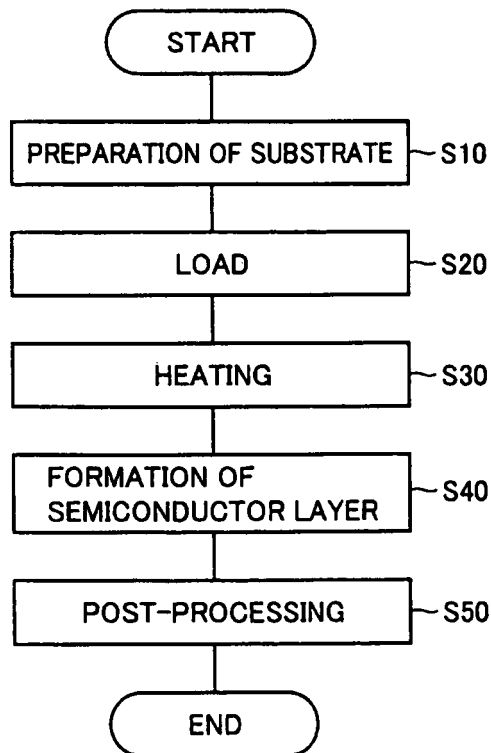 START
PREPARATION OF SUBSTRATE
S10
LOAD
S20
HEATING
S30
FORMATION OF
SEMICONDUCTOR LAYER
S40
POST-PROCESSING
S50
END